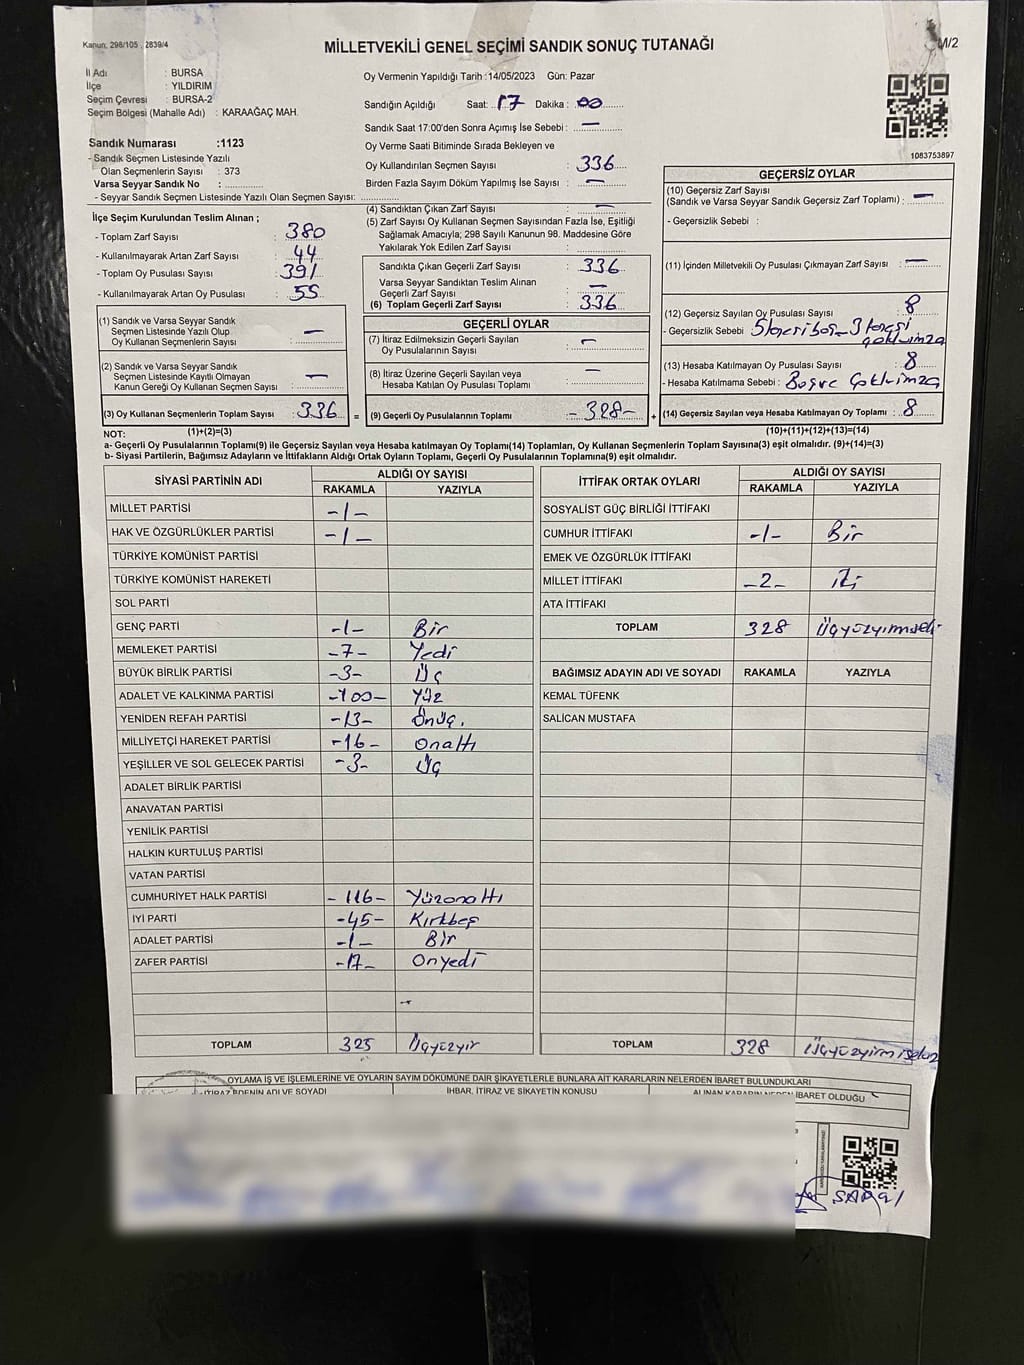 Kanun: 298/105 , 2839/4
MİLLETVEKİLİ GENEL SEÇİMİ SANDIK SONUÇ TUTANAĞI
M/2
İl Adı : BURSA
İlçe : YILDIRIM
Seçim Çevresi : BURSA-2
Seçim Bölgesi (Mahalle Adı) : KARAAĞAÇ MAH.
Oy Vermenin Yapıldığı Tarih :14/05/2023 Gün: Pazar
Sandığın Açıldığı Saat: 17 Dakika : 00
Sandık Saat 17:00'den Sonra Açımış İse Sebebi : —
Oy Verme Saati Bitiminde Sırada Bekleyen ve
Oy Kullandırılan Seçmen Sayısı : 336
Birden Fazla Sayım Döküm Yapılmış İse Sayısı : —
1083753897
Sandık Numarası :1123
- Sandık Seçmen Listesinde Yazılı
Olan Seçmenlerin Sayısı : 373
Varsa Seyyar Sandık No :
- Seyyar Sandık Seçmen Listesinde Yazılı Olan Seçmen Sayısı:
İlçe Seçim Kurulundan Teslim Alınan ;
- Toplam Zarf Sayısı : 380
- Kullanılmayarak Artan Zarf Sayısı : 44
- Toplam Oy Pusulası Sayısı : 391
- Kullanılmayarak Artan Oy Pusulası : 55
(4) Sandıktan Çıkan Zarf Sayısı : —
(5) Zarf Sayısı Oy Kullanan Seçmen Sayısından Fazla İse, Eşitliği
Sağlamak Amacıyla; 298 Sayılı Kanunun 98. Maddesine Göre
Yakılarak Yok Edilen Zarf Sayısı :
Sandıkta Çıkan Geçerli Zarf Sayısı : 336
Varsa Seyyar Sandıktan Teslim Alınan
Geçerli Zarf Sayısı : —
(6) Toplam Geçerli Zarf Sayısı : 336
GEÇERSİZ OYLAR
(10) Geçersiz Zarf Sayısı
(Sandık ve Varsa Seyyar Sandık Geçersiz Zarf Toplamı) : —
- Geçersizlik Sebebi :
(11) İçinden Milletvekili Oy Pusulası Çıkmayan Zarf Sayısı : —
(12) Geçersiz Sayılan Oy Pusulası Sayısı : 8
- Geçersizlik Sebebi :
(13) Hesaba Katılmayan Oy Pusulası Sayısı : 8
- Hesaba Katılmama Sebebi :
(14) Geçersiz Sayılan veya Hesaba Katılmayan Oy Toplamı : 8
(10)+(11)+(12)+(13)=(14)
(1) Sandık ve Varsa Seyyar Sandık
Seçmen Listesinde Yazılı Olup
Oy Kullanan Seçmenlerin Sayısı : —
(2) Sandık ve Varsa Seyyar Sandık
Seçmen Listesinde Kayıtlı Olmayan
Kanun Gereği Oy Kullanan Seçmen Sayısı : —
(3) Oy Kullanan Seçmenlerin Toplam Sayısı : 336 =
(1)+(2)=(3)
GEÇERLİ OYLAR
(7) İtiraz Edilmeksizin Geçerli Sayılan
Oy Pusulalarının Sayısı : —
(8) İtiraz Üzerine Geçerli Sayılan veya
Hesaba Katılan Oy Pusulası Toplamı : —
(9) Geçerli Oy Pusulalarının Toplamı : -328- +
NOT:
a- Geçerli Oy Pusulalarının Toplamı(9) ile Geçersiz Sayılan veya Hesaba katılmayan Oy Toplamı(14) Toplamları, Oy Kullanan Seçmenlerin Toplam Sayısına(3) eşit olmalıdır. (9)+(14)=(3)
b- Siyasi Partilerin, Bağımsız Adayların ve İttifakların Aldığı Ortak Oyların Toplamı, Geçerli Oy Pusulalarının Toplamına(9) eşit olmalıdır.
SİYASİ PARTİNİN ADI ALDIĞI OY SAYISI
RAKAMLA YAZIYLA
MİLLET PARTİSİ -1-
HAK VE ÖZGÜRLÜKLER PARTİSİ -1-
TÜRKİYE KOMÜNİST PARTİSİ
TÜRKİYE KOMÜNİST HAREKETİ
SOL PARTİ
GENÇ PARTİ -1- Bir
MEMLEKET PARTİSİ -7- Yedi
BÜYÜK BİRLİK PARTİSİ -3- Üç
ADALET VE KALKINMA PARTİSİ -100- Yüz
YENİDEN REFAH PARTİSİ -13- Onüç.
MİLLİYETÇİ HAREKET PARTİSİ -16- Onaltı
YEŞİLLER VE SOL GELECEK PARTİSİ -3- Üç
ADALET BİRLİK PARTİSİ
ANAVATAN PARTİSİ
YENİLİK PARTİSİ
HALKIN KURTULUŞ PARTİSİ
VATAN PARTİSİ
CUMHURİYET HALK PARTİSİ -116- Yüzonaltı
İYİ PARTİ -45- Kırkbeş
ADALET PARTİSİ -1- Bir
ZAFER PARTİSİ -17- Onyedi
TOPLAM 325
İTTİFAK ORTAK OYLARI ALDIĞI OY SAYISI
RAKAMLA YAZIYLA
SOSYALİST GÜÇ BİRLİĞİ İTTİFAKI
CUMHUR İTTİFAKI -1- Bir
EMEK VE ÖZGÜRLÜK İTTİFAKI
MİLLET İTTİFAKI -2- iki
ATA İTTİFAKI
TOPLAM 328
BAĞIMSIZ ADAYIN ADI VE SOYADI RAKAMLA YAZIYLA
KEMAL TÜFENK
SALİCAN MUSTAFA
TOPLAM 328
OYLAMA İŞ VE İŞLEMLERİNE VE OYLARIN SAYIM DÖKÜMÜNE DAİR ŞİKAYETLERLE BUNLARA AİT KARARLARIN NELERDEN İBARET BULUNDUKLARI
İTİRAZ EDENİN ADI VE SOYADI İHBAR, İTİRAZ VE ŞİKAYETİN KONUSU ALINAN KARARIN NEDEN İBARET OLDUĞU